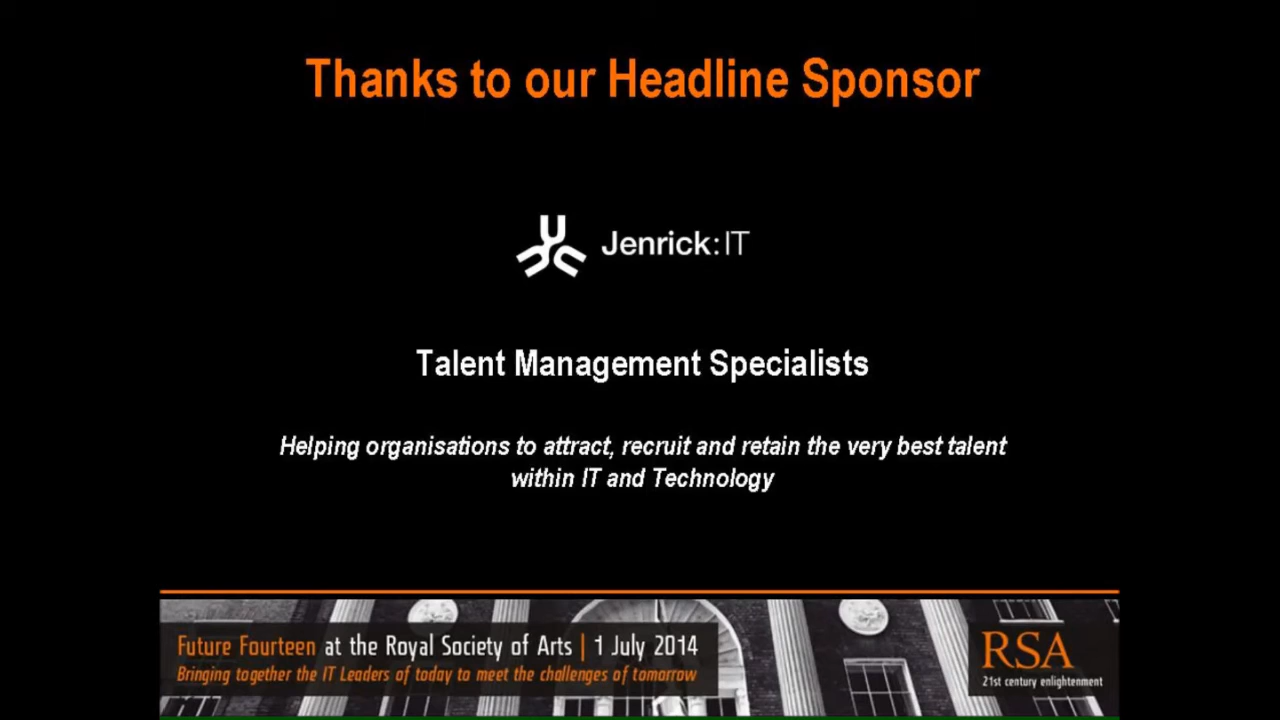 Thanks to our Headline Sponsor
Jenrick:IT
Talent Management Specialists
Helping organisations to attract, recruit and retain the very best talent
within IT and Technology
Future Fourteen at the Royal Society of Arts | 1 July 2014
Bringing together the IT Leaders of today to meet the challenges of tomorrow
RSA
21st century enlightenment